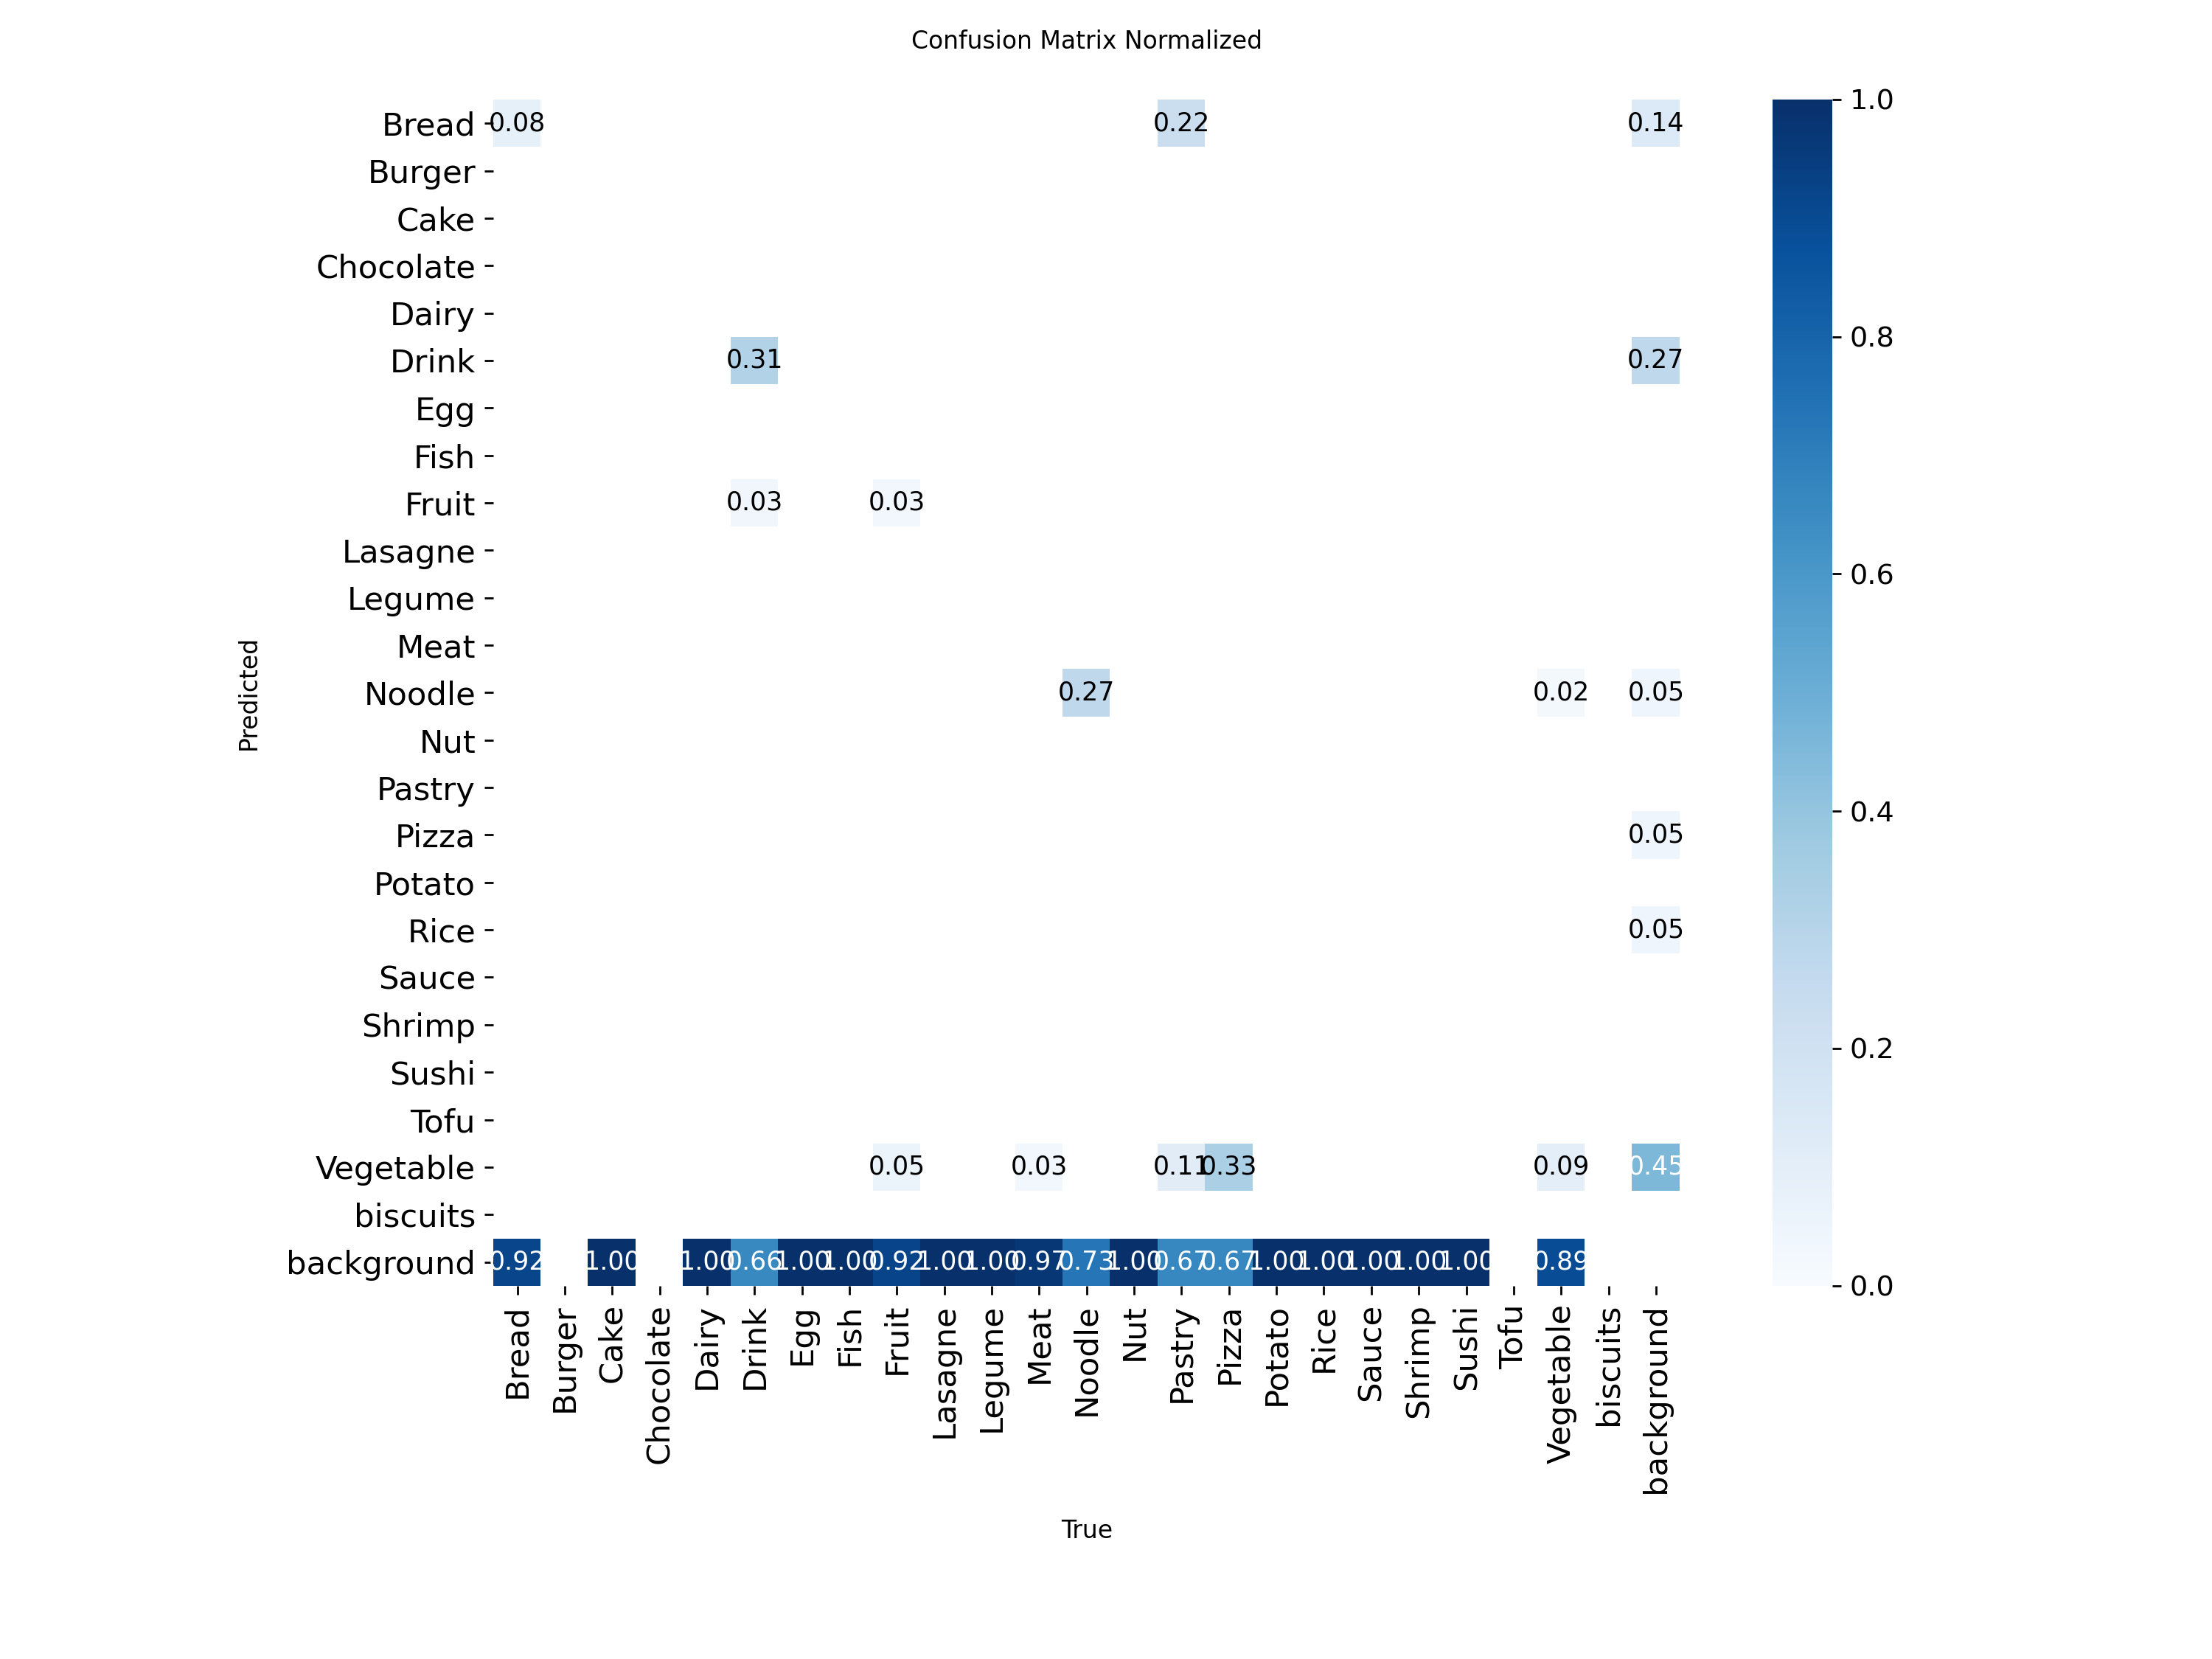 Confusion Matrix Normalized
Bread 0.08 0.22 0.14
Burger
Cake
Chocolate
Dairy
Drink 0.31 0.27
Egg
Fish
Fruit 0.03 0.03
Lasagne
Legume
Meat
Noodle 0.27 0.02 0.05
Nut
Pastry
Pizza 0.05
Potato
Rice 0.05
Sauce
Shrimp
Sushi
Tofu
Vegetable 0.05 0.03 0.11 0.33 0.09 0.45
biscuits
background 0.92 1.00 1.00 0.66 1.00 1.00 0.92 1.00 1.00 0.97 0.73 1.00 0.67 0.67 1.00 1.00 1.00 1.00 1.00 0.89
Predicted
Bread
Burger
Cake
Chocolate
Dairy
Drink
Egg
Fish
Fruit
Lasagne
Legume
Meat
Noodle
Nut
Pastry
Pizza
Potato
Rice
Sauce
Shrimp
Sushi
Tofu
Vegetable
biscuits
background
True
1.0
0.8
0.6
0.4
0.2
0.0